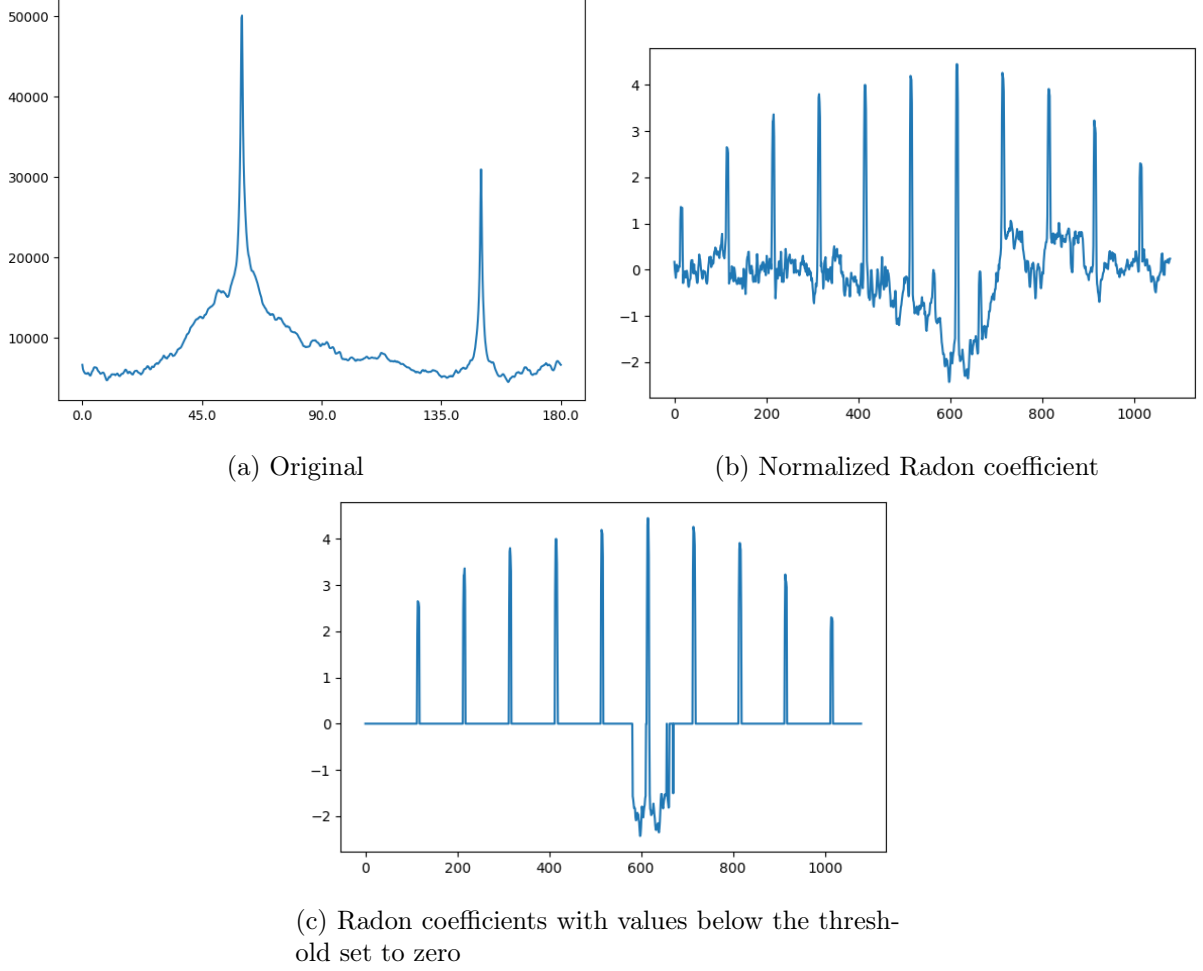 50000
40000
30000
20000
10000
0.0 45.0 90.0 135.0 180.0
(a) Original
4
3
2
1
0
−1
−2
0 200 400 600 800 1000
(b) Normalized Radon coefficient
4
3
2
1
0
−1
−2
0 200 400 600 800 1000
(c) Radon coefficients with values below the thresh-
old set to zero